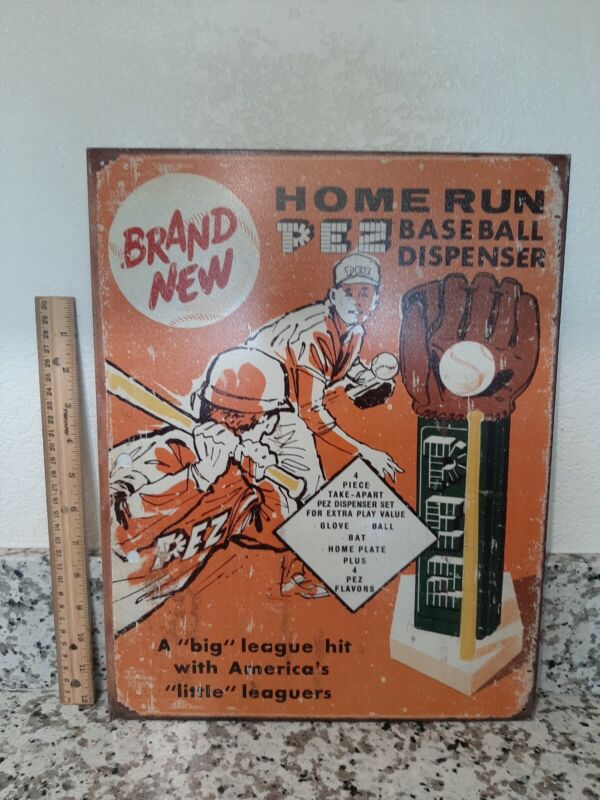 BRAND
NEW
HOME RUN
PEZ BASEBALL
DISPENSER
PEZ
PEZ
PEZ
4
PIECE
TAKE-APART
PEZ DISPENSER SET
FOR EXTRA PLAY VALUE
· GLOVE · BALL
· BAT
· HOME PLATE
PLUS
4
PEZ
FLAVORS
A "big" league hit
with America's
"little" leaguers